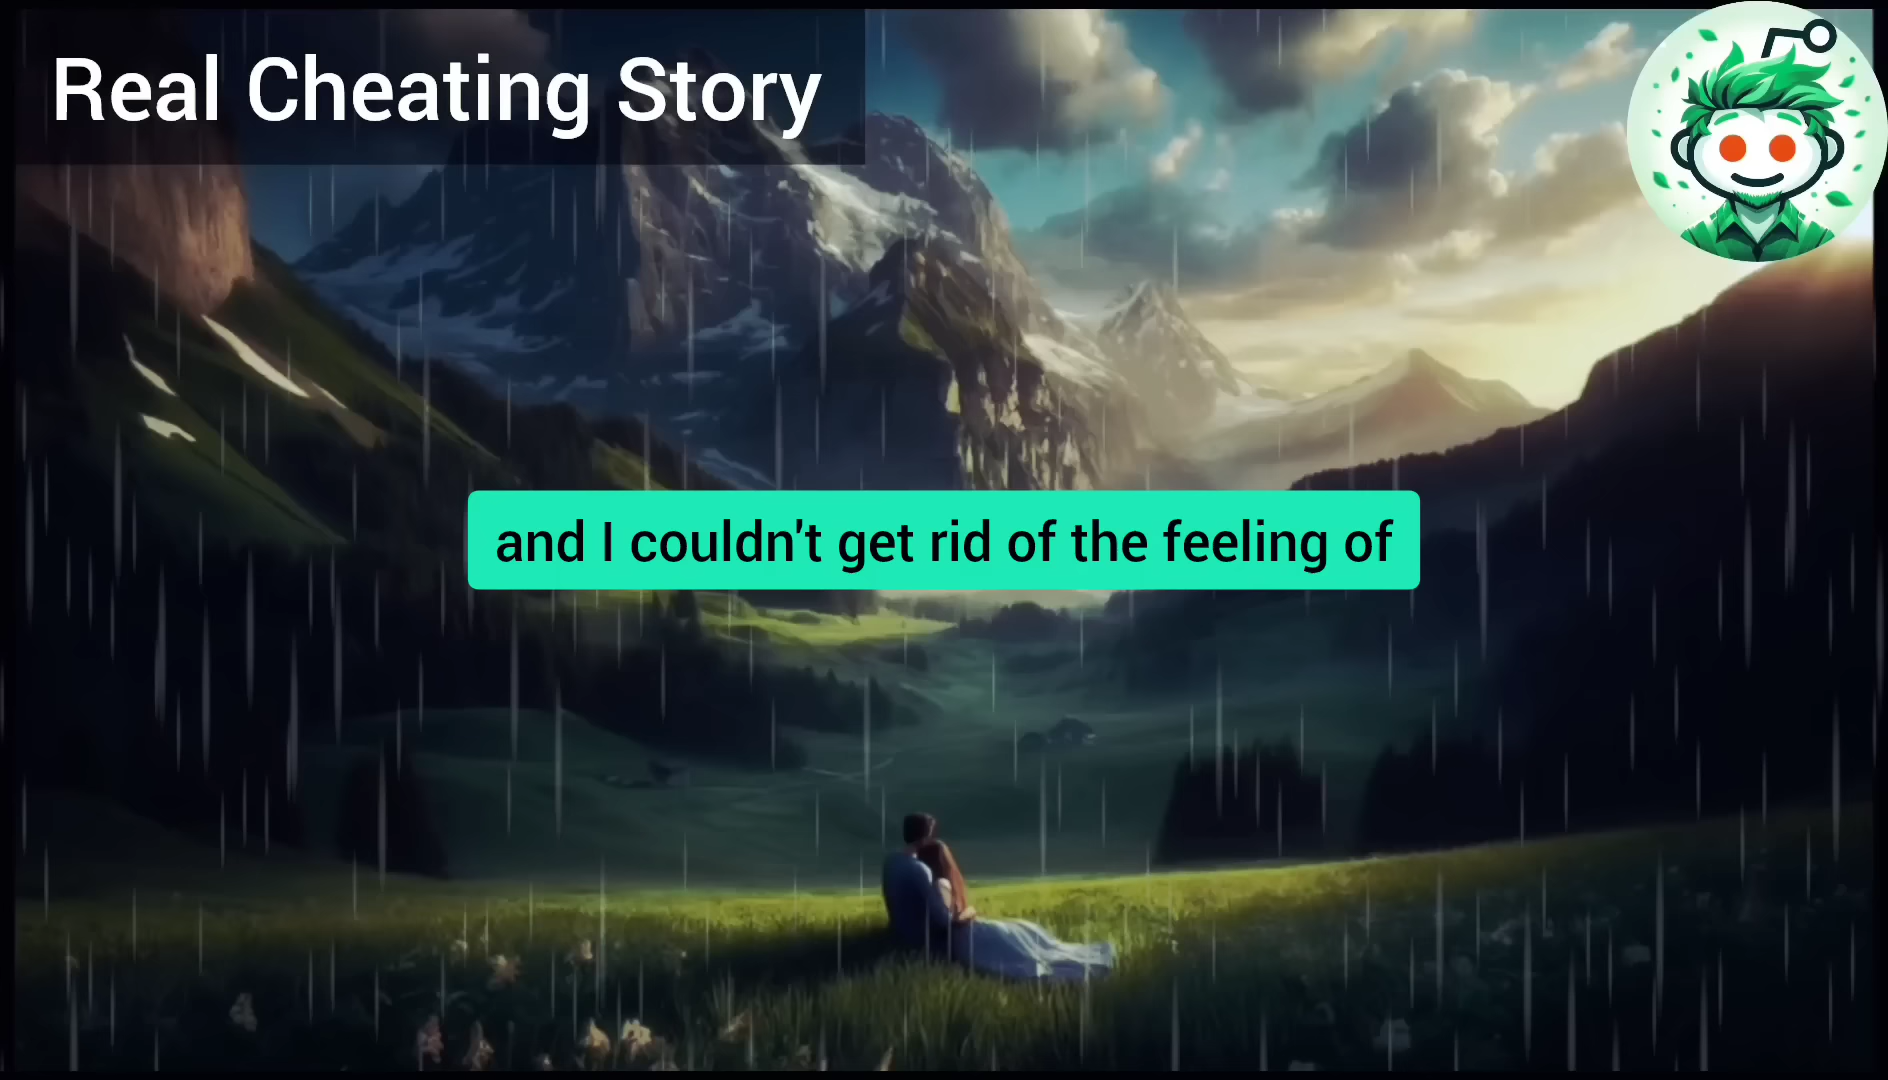 Real Cheating Story
and I couldn't get rid of the feeling of